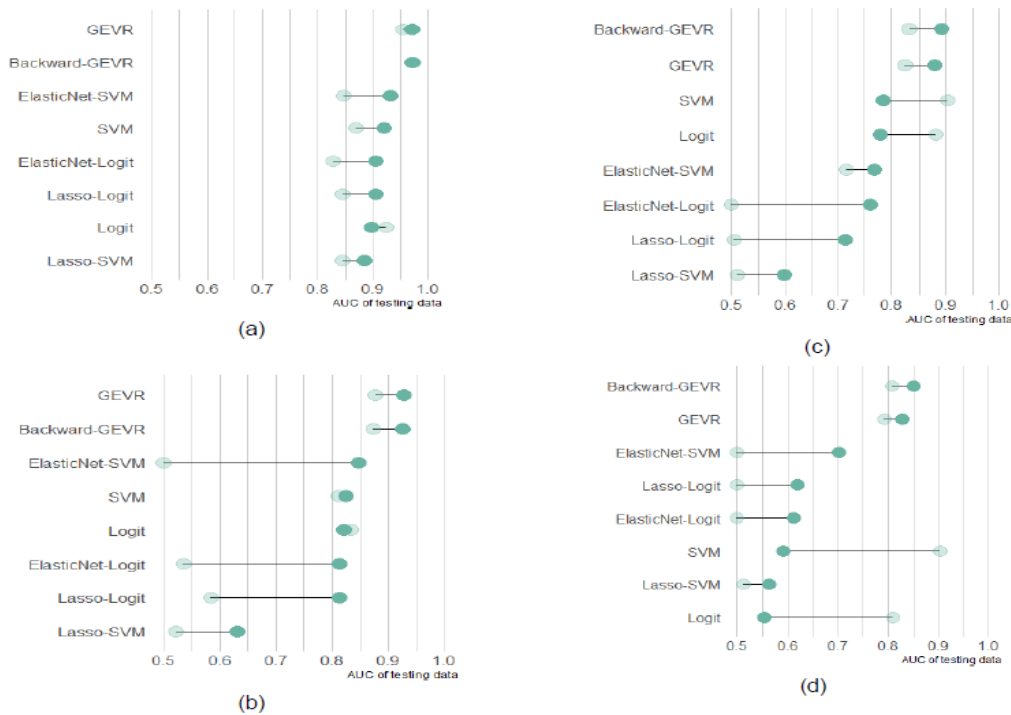 GEVR
Backward-GEVR
ElasticNet-SVM
SVM
ElasticNet-Logit
Lasso-Logit
Logit
Lasso-SVM
0.5 0.6 0.7 0.8 0.9 1.0
AUC of testing data
(a)
Backward-GEVR
GEVR
SVM
Logit
ElasticNet-SVM
ElasticNet-Logit
Lasso-Logit
Lasso-SVM
0.5 0.6 0.7 0.8 0.9 1.0
AUC of testing data
(c)
GEVR
Backward-GEVR
ElasticNet-SVM
SVM
Logit
ElasticNet-Logit
Lasso-Logit
Lasso-SVM
0.5 0.6 0.7 0.8 0.9 1.0
AUC of testing data
(b)
Backward-GEVR
GEVR
ElasticNet-SVM
Lasso-Logit
ElasticNet-Logit
SVM
Lasso-SVM
Logit
0.5 0.6 0.7 0.8 0.9 1.0
AUC of testing data
(d)